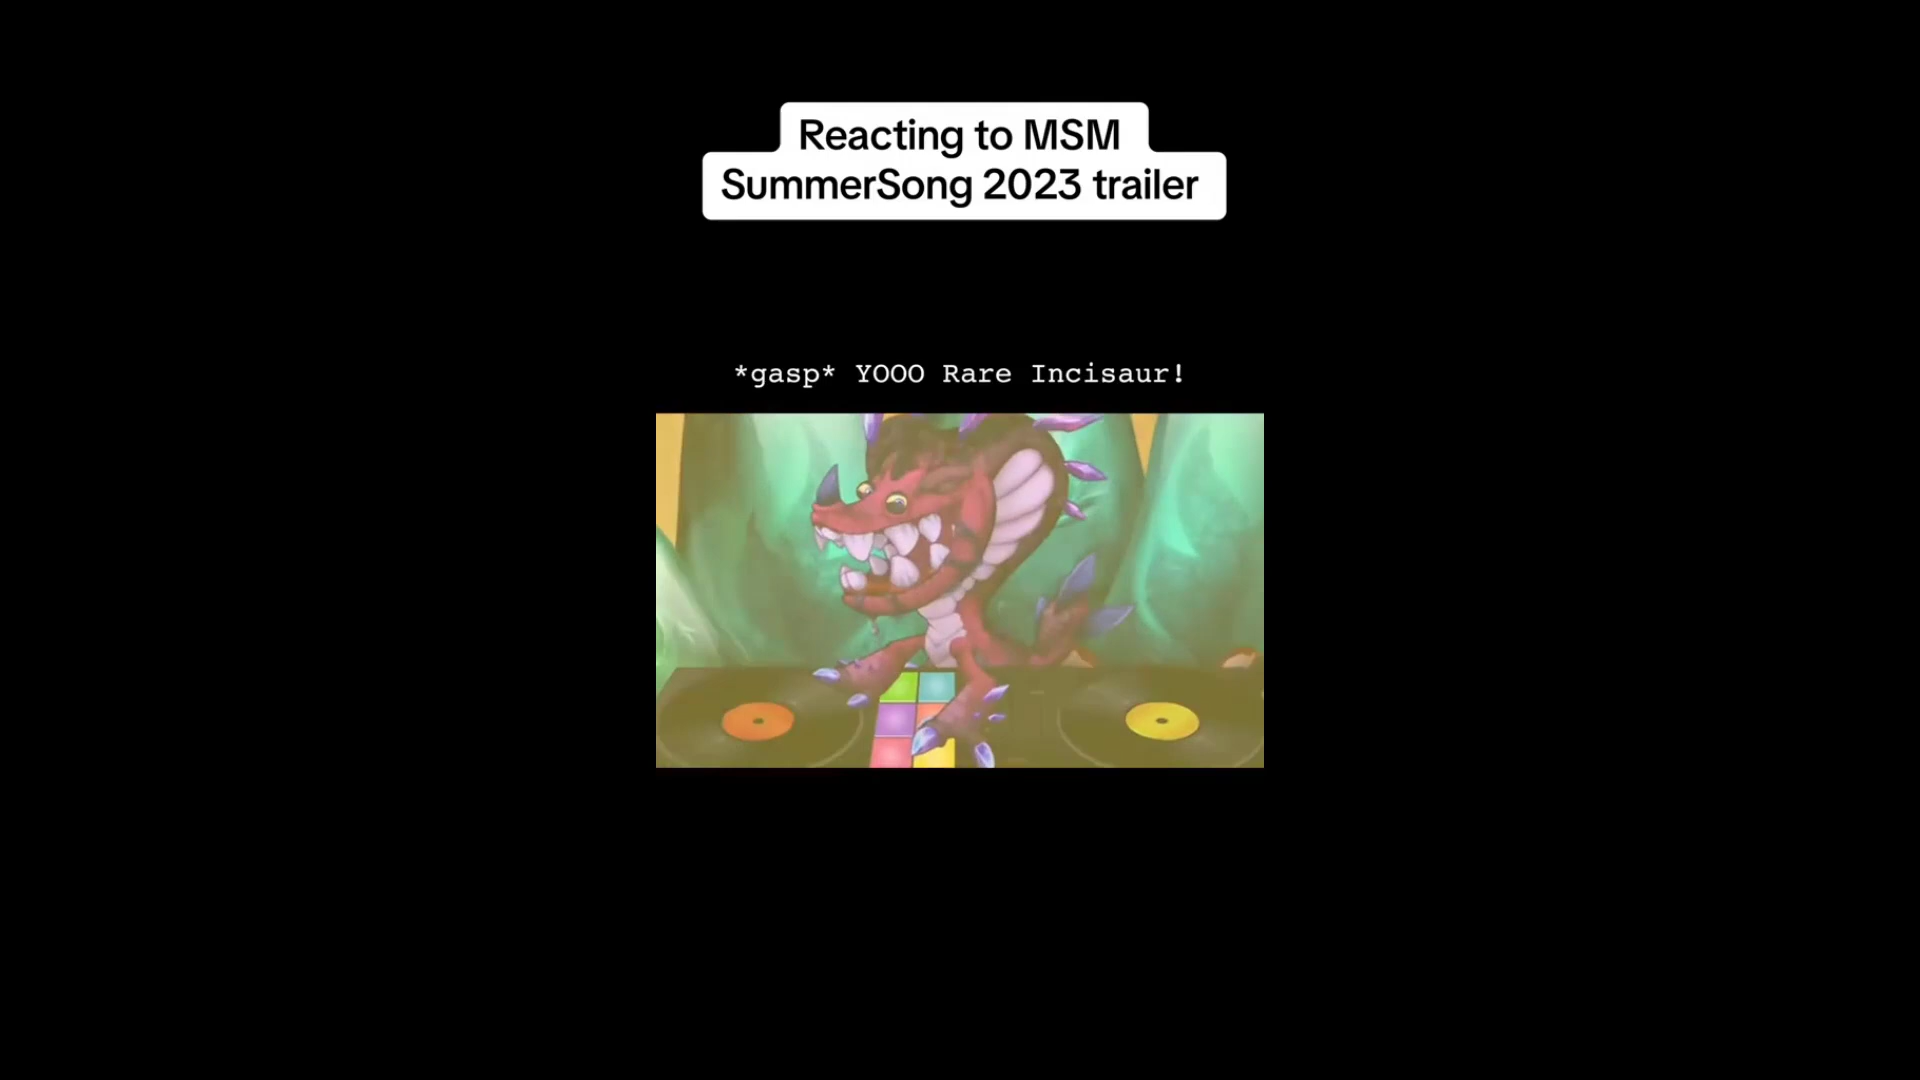 Reacting to MSM
SummerSong 2023 trailer
*gasp* YOOO Rare Incisaur!